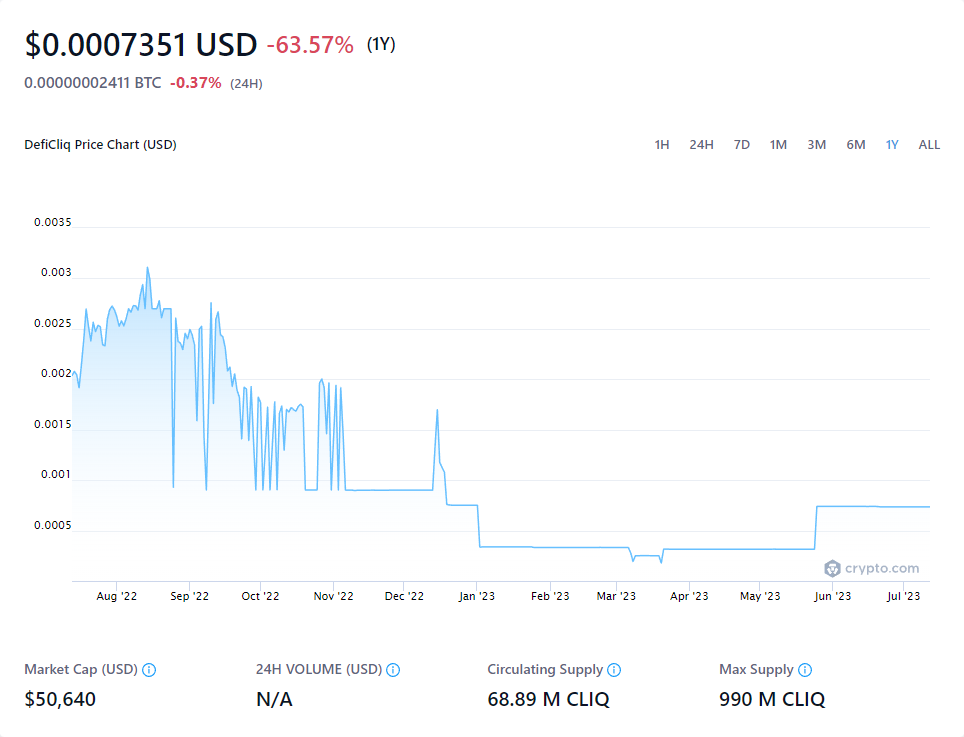 $0.0007351 USD -63.57% (1Y)
0.00000002411 BTC -0.37% (24H)
DefiCliq Price Chart (USD) 1H 24H 7D 1M 3M 6M 1Y ALL
0.0035
0.003
0.0025
0.002
0.0015
0.001
0.0005
crypto.com
Aug '22 Sep '22 Oct '22 Nov '22 Dec '22 Jan '23 Feb '23 Mar '23 Apr '23 May '23 Jun '23 Jul '23
Market Cap (USD) 24H VOLUME (USD) Circulating Supply Max Supply
$50,640 N/A 68.89 M CLIQ 990 M CLIQ